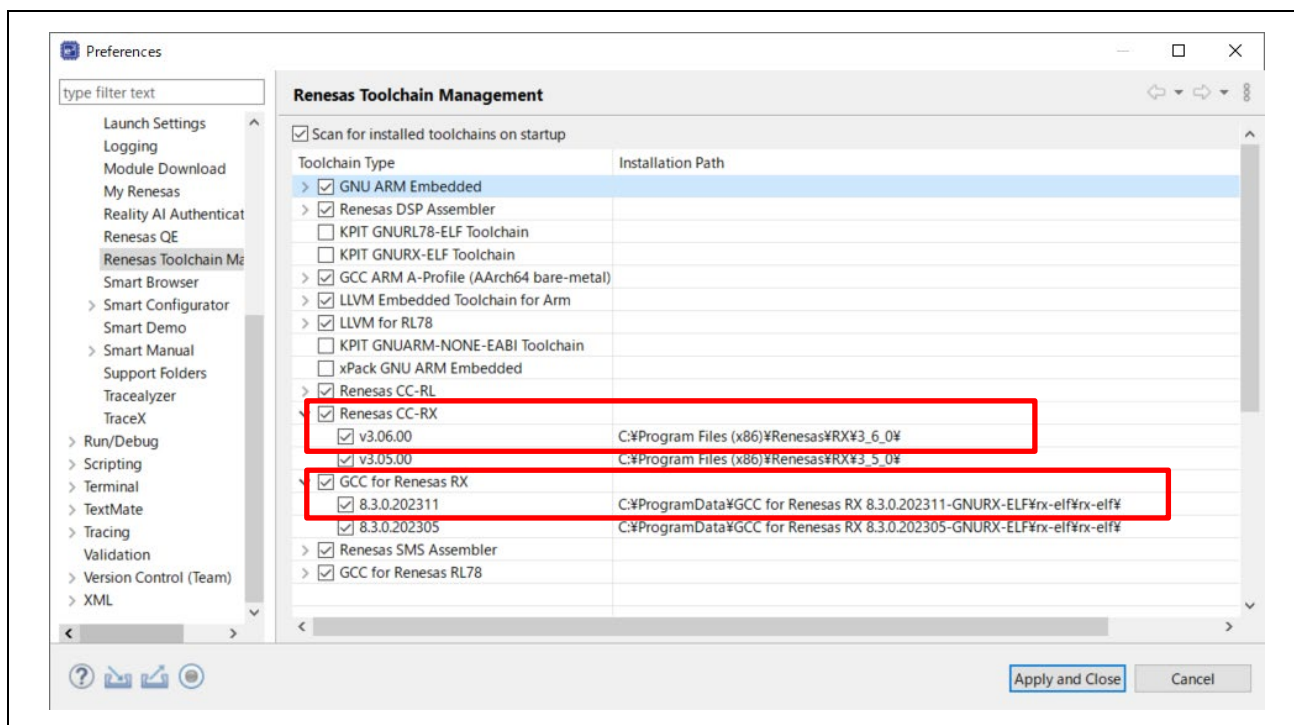 Preferences
type filter text
Launch Settings
Logging
Module Download
My Renesas
Reality AI Authenticat
Renesas QE
Renesas Toolchain Ma
Smart Browser
Smart Configurator
Smart Demo
Smart Manual
Support Folders
Tracealyzer
TraceX
Run/Debug
Scripting
Terminal
TextMate
Tracing
Validation
Version Control (Team)
XML
Renesas Toolchain Management
Scan for installed toolchains on startup
Toolchain Type Installation Path
GNU ARM Embedded
Renesas DSP Assembler
KPIT GNURL78-ELF Toolchain
KPIT GNURX-ELF Toolchain
GCC ARM A-Profile (AArch64 bare-metal)
LLVM Embedded Toolchain for Arm
LLVM for RL78
KPIT GNUARM-NONE-EABI Toolchain
xPack GNU ARM Embedded
Renesas CC-RL
Renesas CC-RX
v3.06.00 C:¥Program Files (x86)¥Renesas¥RX¥3_6_0¥
v3.05.00 C:¥Program Files (x86)¥Renesas¥RX¥3_5_0¥
GCC for Renesas RX
8.3.0.202311 C:¥ProgramData¥GCC for Renesas RX 8.3.0.202311-GNURX-ELF¥rx-elf¥rx-elf¥
8.3.0.202305 C:¥ProgramData¥GCC for Renesas RX 8.3.0.202305-GNURX-ELF¥rx-elf¥rx-elf¥
Renesas SMS Assembler
GCC for Renesas RL78
Apply and Close Cancel